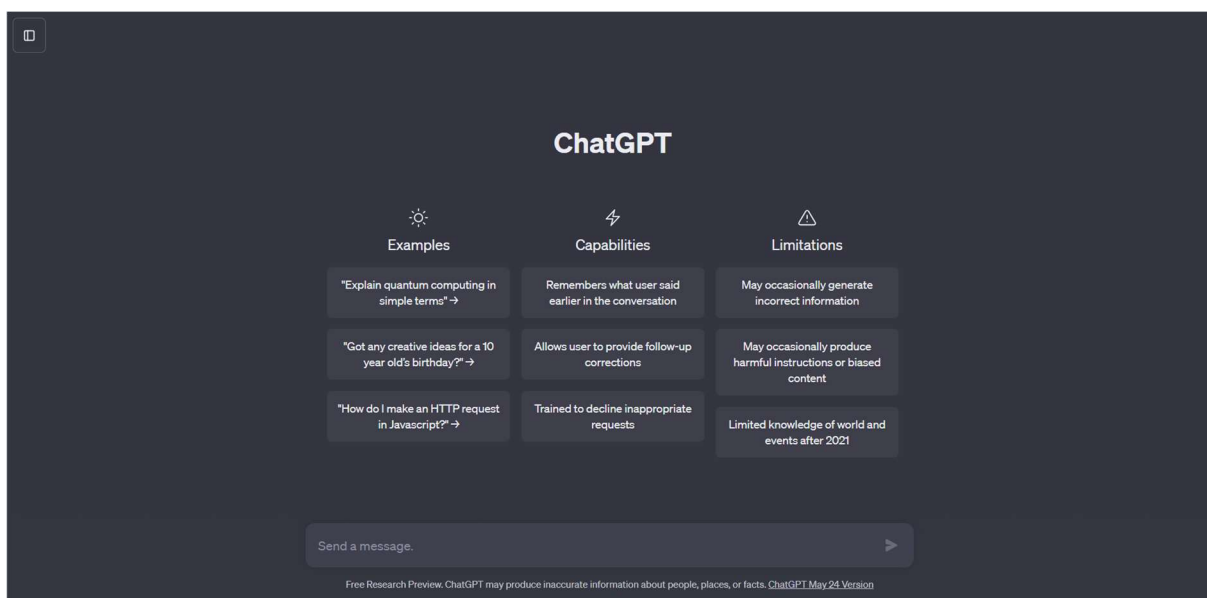 ChatGPT
Examples
"Explain quantum computing in
simple terms" →
"Got any creative ideas for a 10
year old's birthday?" →
"How do I make an HTTP request
in Javascript?" →
Capabilities
Remembers what user said
earlier in the conversation
Allows user to provide follow-up
corrections
Trained to decline inappropriate
requests
Limitations
May occasionally generate
incorrect information
May occasionally produce
harmful instructions or biased
content
Limited knowledge of world and
events after 2021
Send a message.
Free Research Preview. ChatGPT may produce inaccurate information about people, places, or facts. ChatGPT May 24 Version